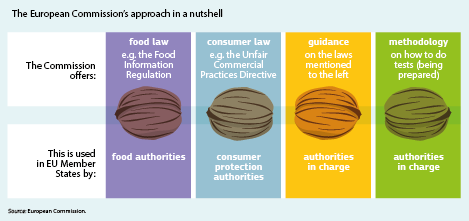 The European Commission's approach in a nutshell
The Commission
offers:
food law
e.g. the Food
Information
Regulation
consumer law
e.g. the Unfair
Commercial
Practices Directive
guidance
on the laws
mentioned
to the left
methodology
on how to do
tests (being
prepared)
This is used
in EU Member
States by:
food authorities
consumer
protection
authorities
authorities
in charge
authorities
in charge
Source: European Commission.